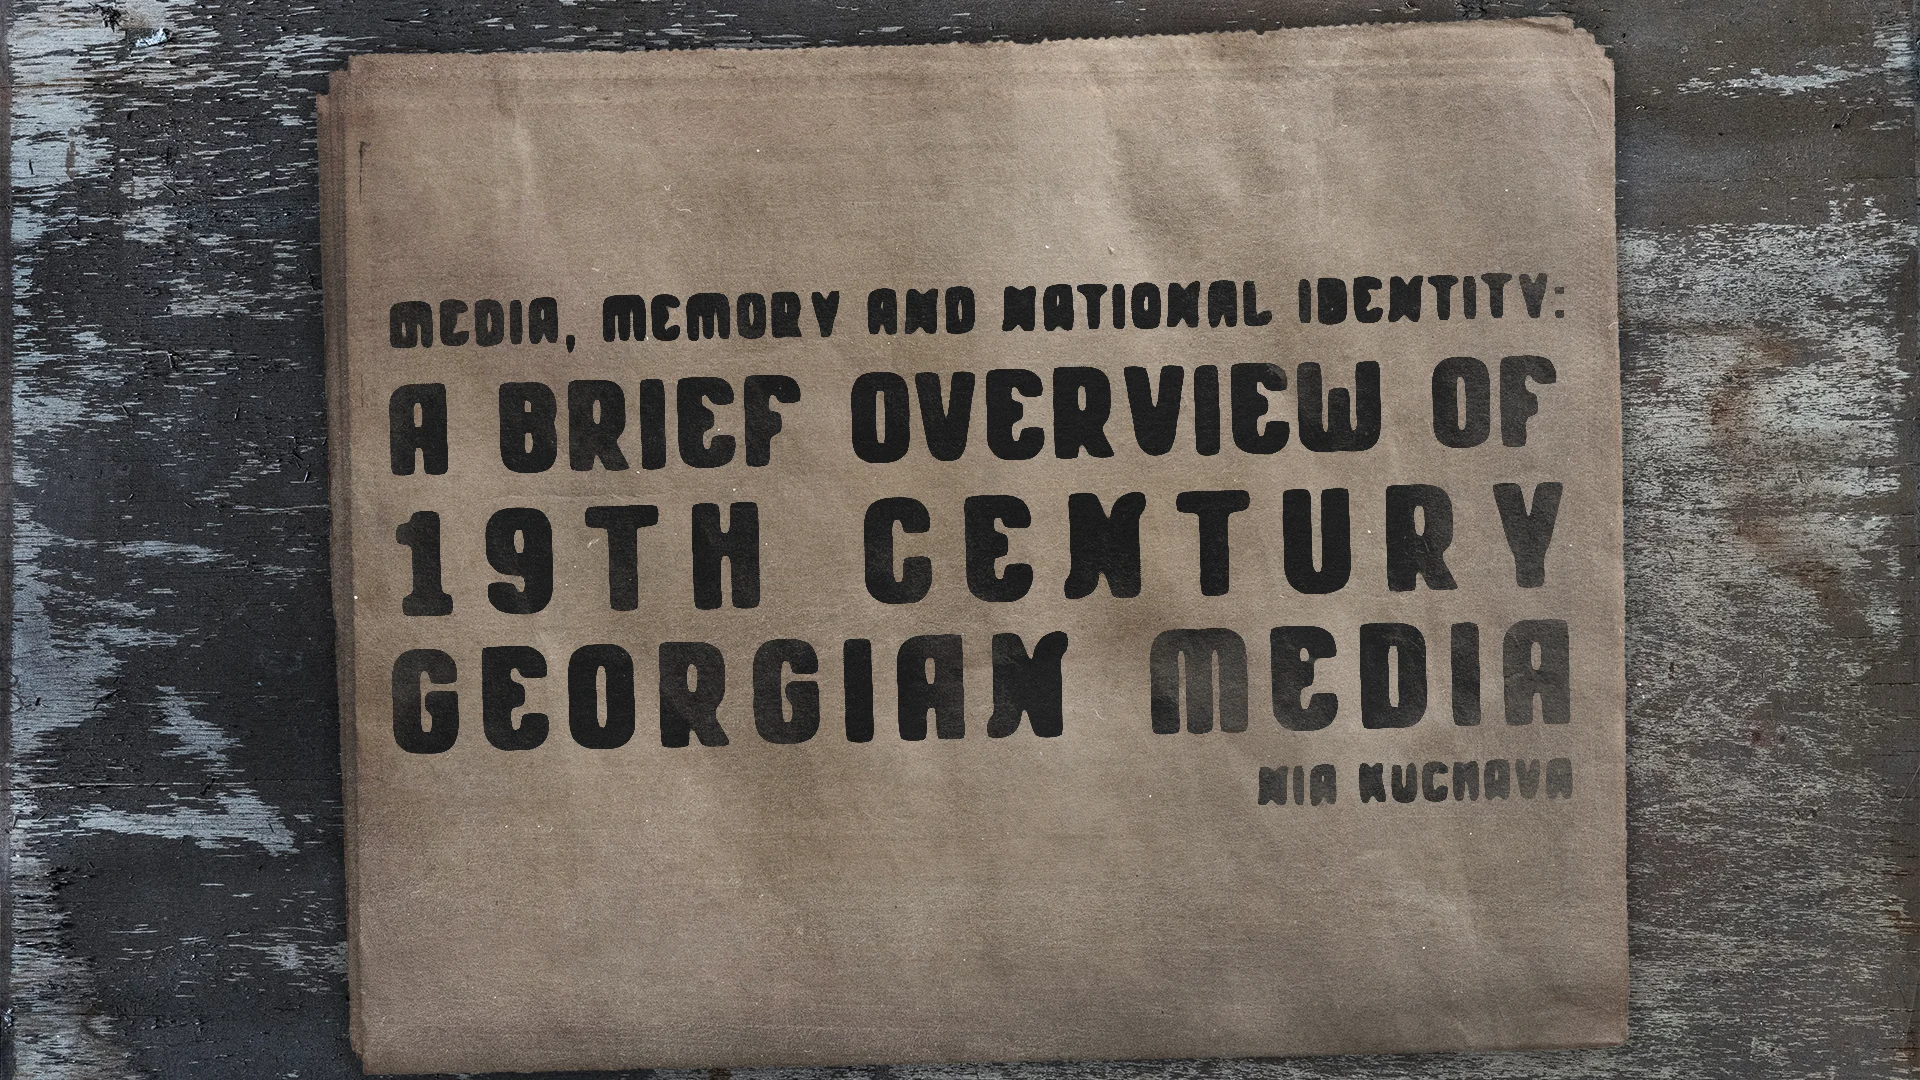 MEDIA, MEMORY AND NATIONAL IDENTITY:
A BRIEF OVERVIEW OF
19TH CENTURY
GEORGIAN MEDIA
NIA KUCHAVA